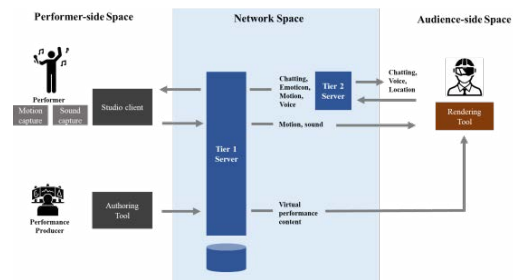 Performer-side Space
Network Space
Audience-side Space
Performer
Motion
capture
Sound
capture
Studio client
Tier 1
Server
Chatting,
Emoticon,
Motion,
Voice
Tier 2
Server
Chatting,
Voice,
Location
Rendering
Tool
Motion, sound
Performance
Producer
Authoring
Tool
Virtual
performance
content